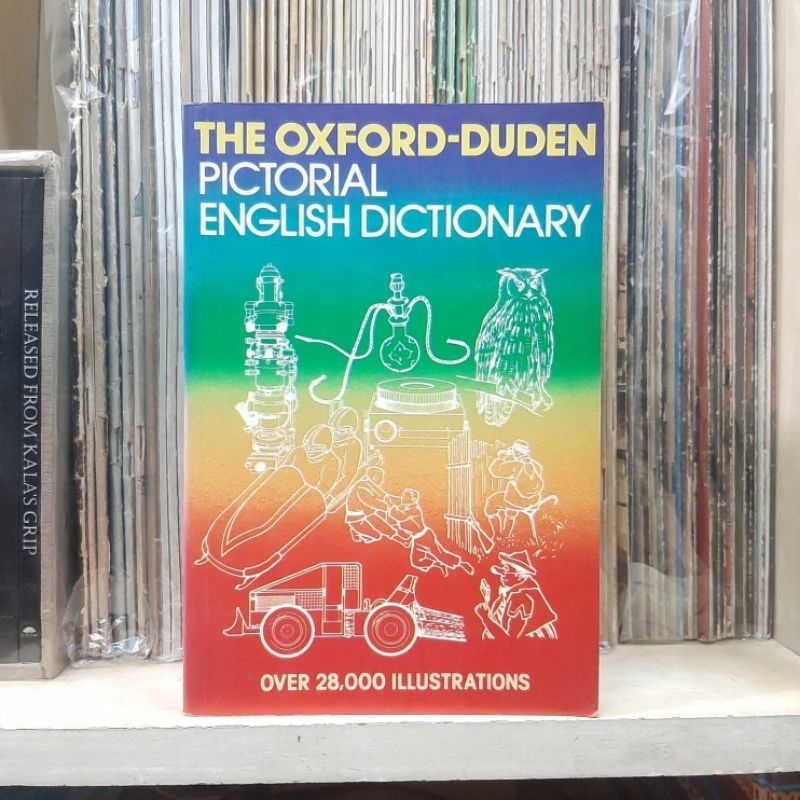 THE OXFORD-DUDEN
PICTORIAL
ENGLISH DICTIONARY
OVER 28,000 ILLUSTRATIONS
RELEASED FROM KALA'S GRIP